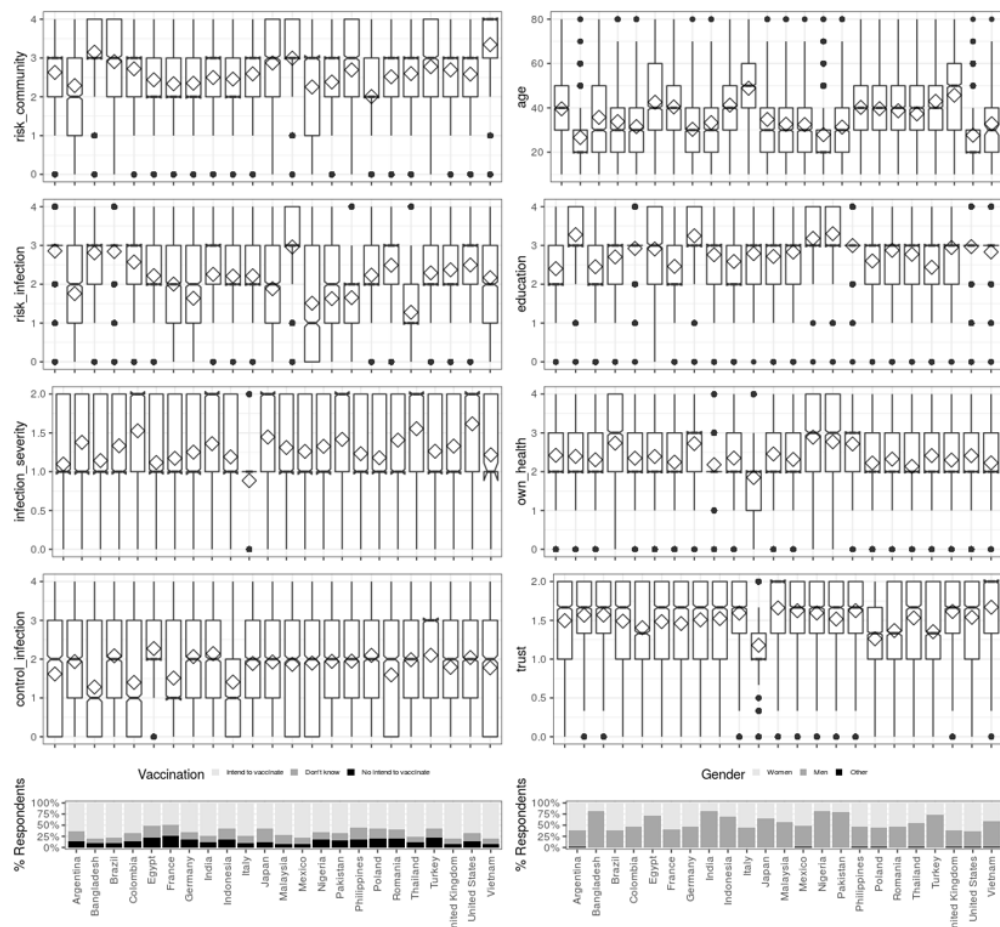 risk_community
4
3
2
1
0
age
80
60
40
20
risk_infection
4
3
2
1
0
education
4
3
2
1
0
infection_severity
2.0
1.5
1.0
0.5
0.0
own_health
4
3
2
1
0
control_infection
4
3
2
1
0
trust
2.0
1.5
1.0
0.5
0.0
Vaccination Intend to vaccinate Don't know No intend to vaccinate
Gender Women Men Other
% Respondents
100%
75%
50%
25%
0%
Argentina
Bangladesh
Brazil
Colombia
Egypt
France
Germany
India
Indonesia
Italy
Japan
Malaysia
Mexico
Nigeria
Pakistan
Philippines
Poland
Romania
Thailand
Turkey
nited Kingdom
United States
Vietnam
% Respondents
100%
75%
50%
25%
0%
Argentina
Bangladesh
Brazil
Colombia
Egypt
France
Germany
India
Indonesia
Italy
Japan
Malaysia
Mexico
Nigeria
Pakistan
Philippines
Poland
Romania
Thailand
Turkey
nited Kingdom
United States
Vietnam